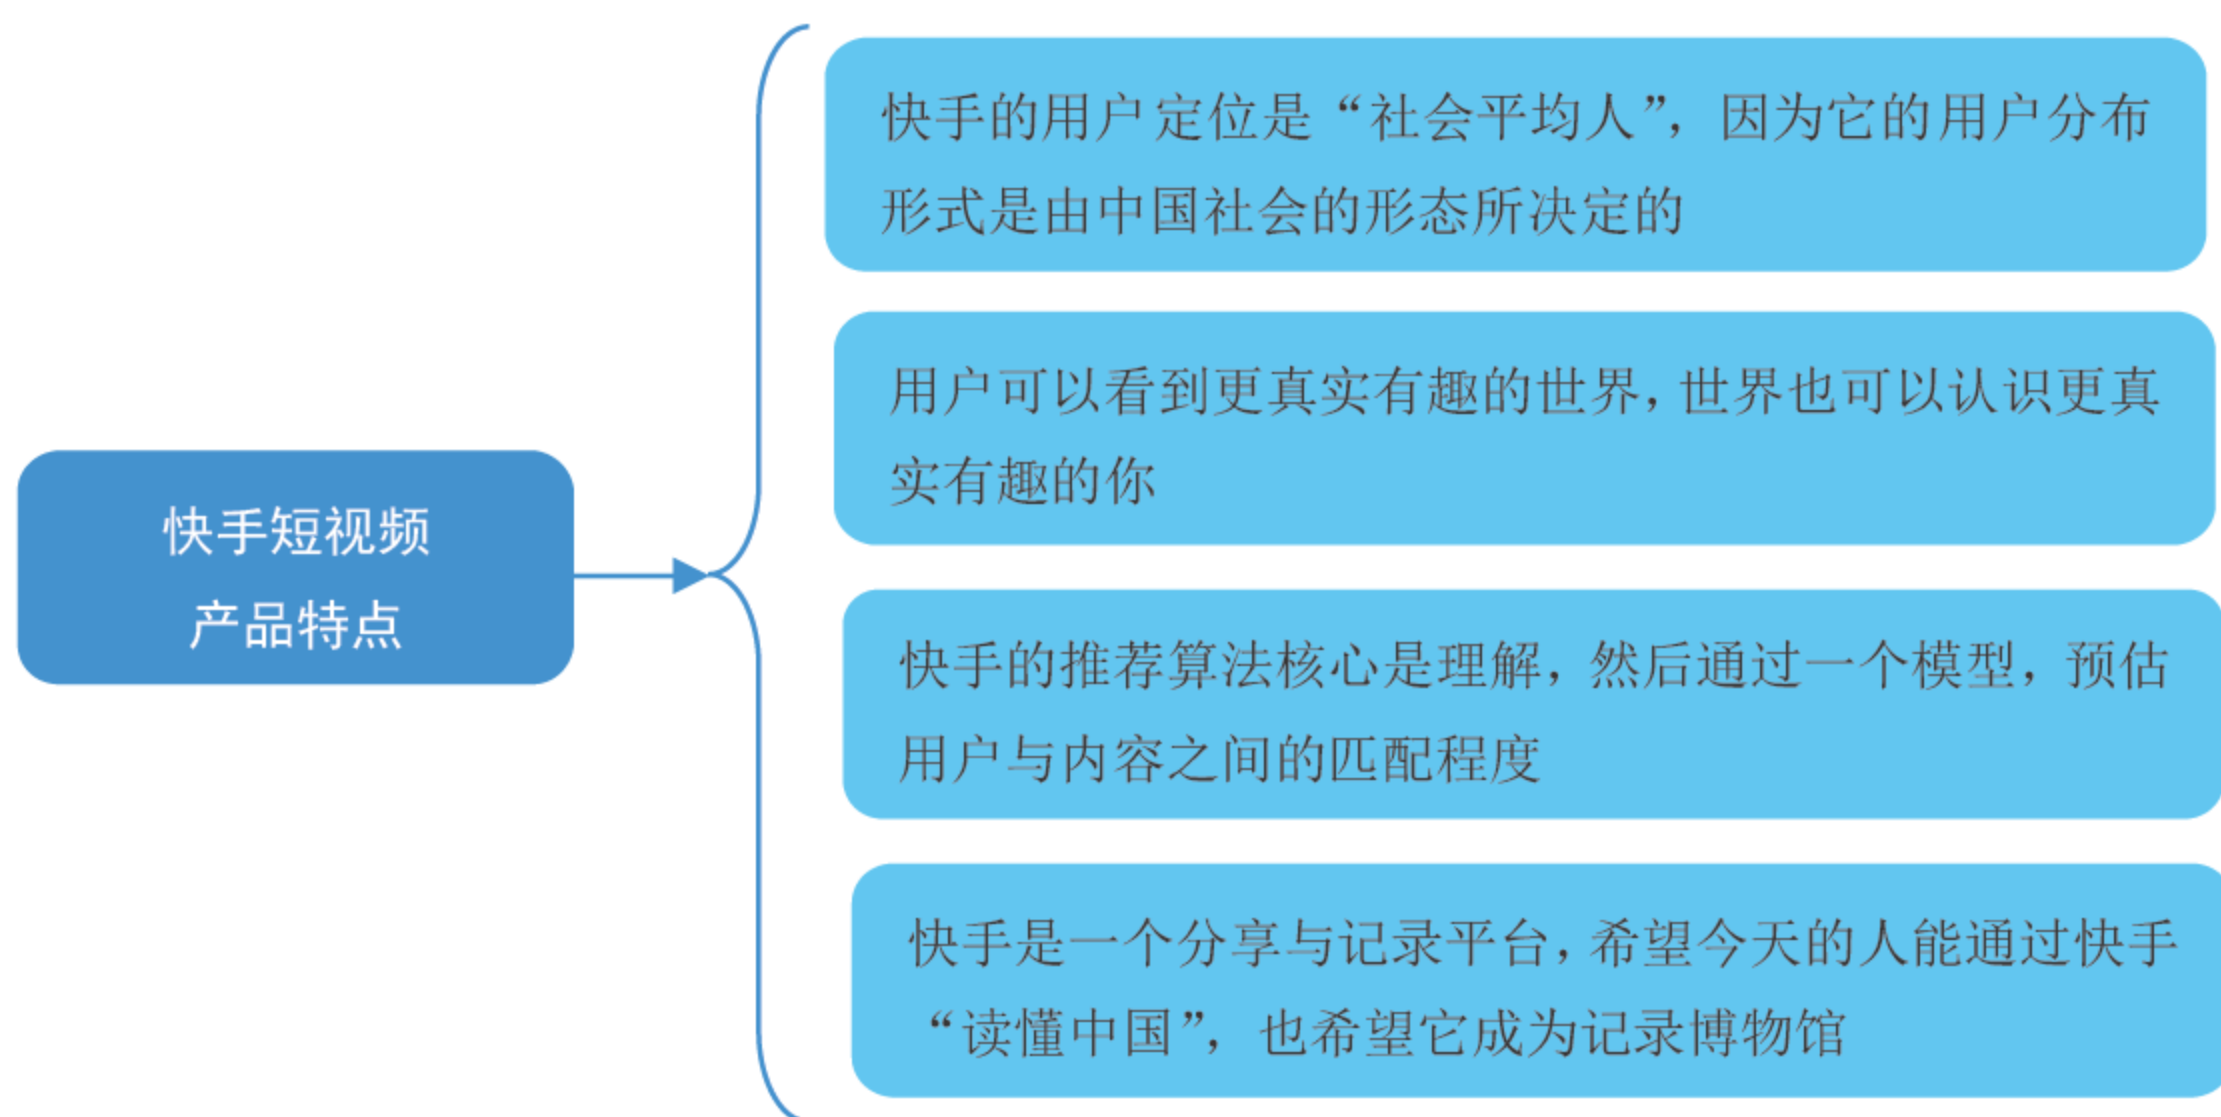 快手短视频
产品特点
快手的用户定位是“社会平均人”，因为它的用户分布
形式是由中国社会的形态所决定的
用户可以看到更真实有趣的世界，世界也可以认识更真
实有趣的你
快手的推荐算法核心是理解，然后通过一个模型，预估
用户与内容之间的匹配程度
快手是一个分享与记录平台，希望今天的人能通过快手
“读懂中国”，也希望它成为记录博物馆